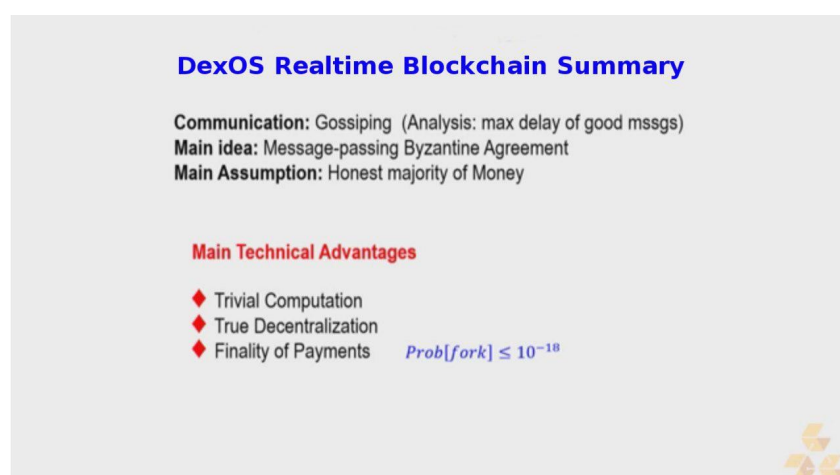 DexOS Realtime Blockchain Summary
Communication: Gossiping (Analysis: max delay of good mssgs)
Main idea: Message-passing Byzantine Agreement
Main Assumption: Honest majority of Money
Main Technical Advantages
♦ Trivial Computation
♦ True Decentralization
♦ Finality of Payments Prob[fork] ≤ 10⁻¹⁸